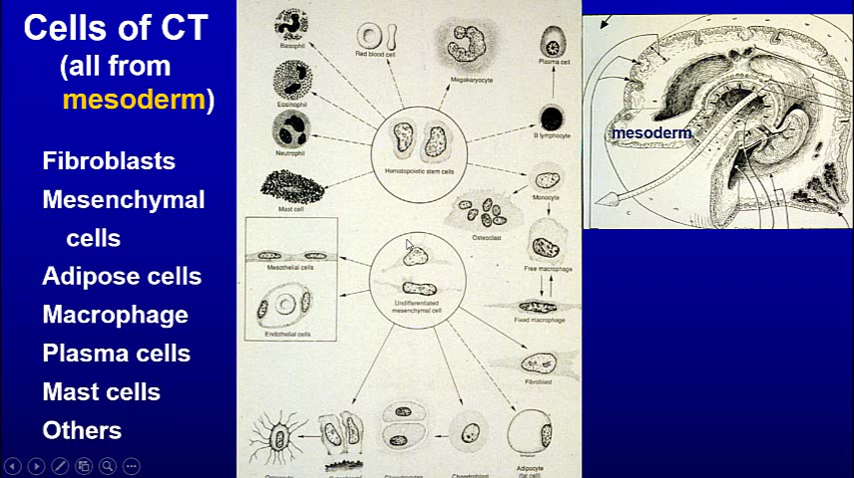 Cells of CT
(all from
mesoderm)
Fibroblasts
Mesenchymal
cells
Adipose cells
Macrophage
Plasma cells
Mast cells
Others
Basophil
Red blood cell
Megakaryocyte
Plasma cell
Eosinophil
Neutrophil
B lymphocyte
Hematopoietic stem cells
Mast cell
Monocyte
Osteoclast
Mesothelial cells
Free macrophage
Undifferentiated
mesenchymal cell
Endothelial cells
Fixed macrophage
Fibroblast
Adipocyte
(fat cell)
mesoderm
C